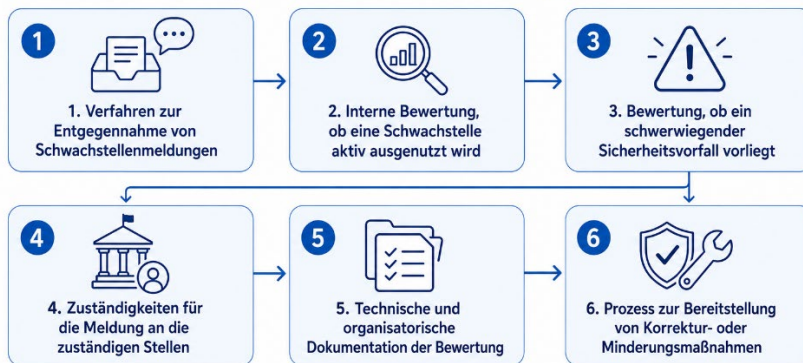 1
1. Verfahren zur
Entgegennahme von
Schwachstellenmeldungen
2
2. Interne Bewertung,
ob eine Schwachstelle
aktiv ausgenutzt wird
3
3. Bewertung, ob ein
schwerwiegender
Sicherheitsvorfall vorliegt
4
4. Zuständigkeiten für
die Meldung an die
zuständigen Stellen
5
5. Technische und
organisatorische
Dokumentation der Bewertung
6
6. Prozess zur Bereitstellung
von Korrektur- oder
Minderungsmaßnahmen